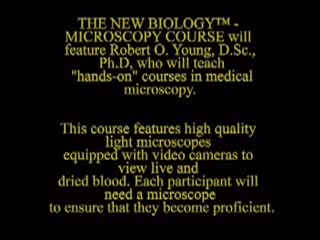 THE NEW BIOLOGY™ -
MICROSCOPY COURSE will
feature Robert O. Young, D.Sc.,
Ph.D, who will teach
"hands-on" courses in medical
microscopy.
This course features high quality
light microscopes
equipped with video cameras to
view live and
dried blood. Each participant will
need a microscope
to ensure that they become proficient.